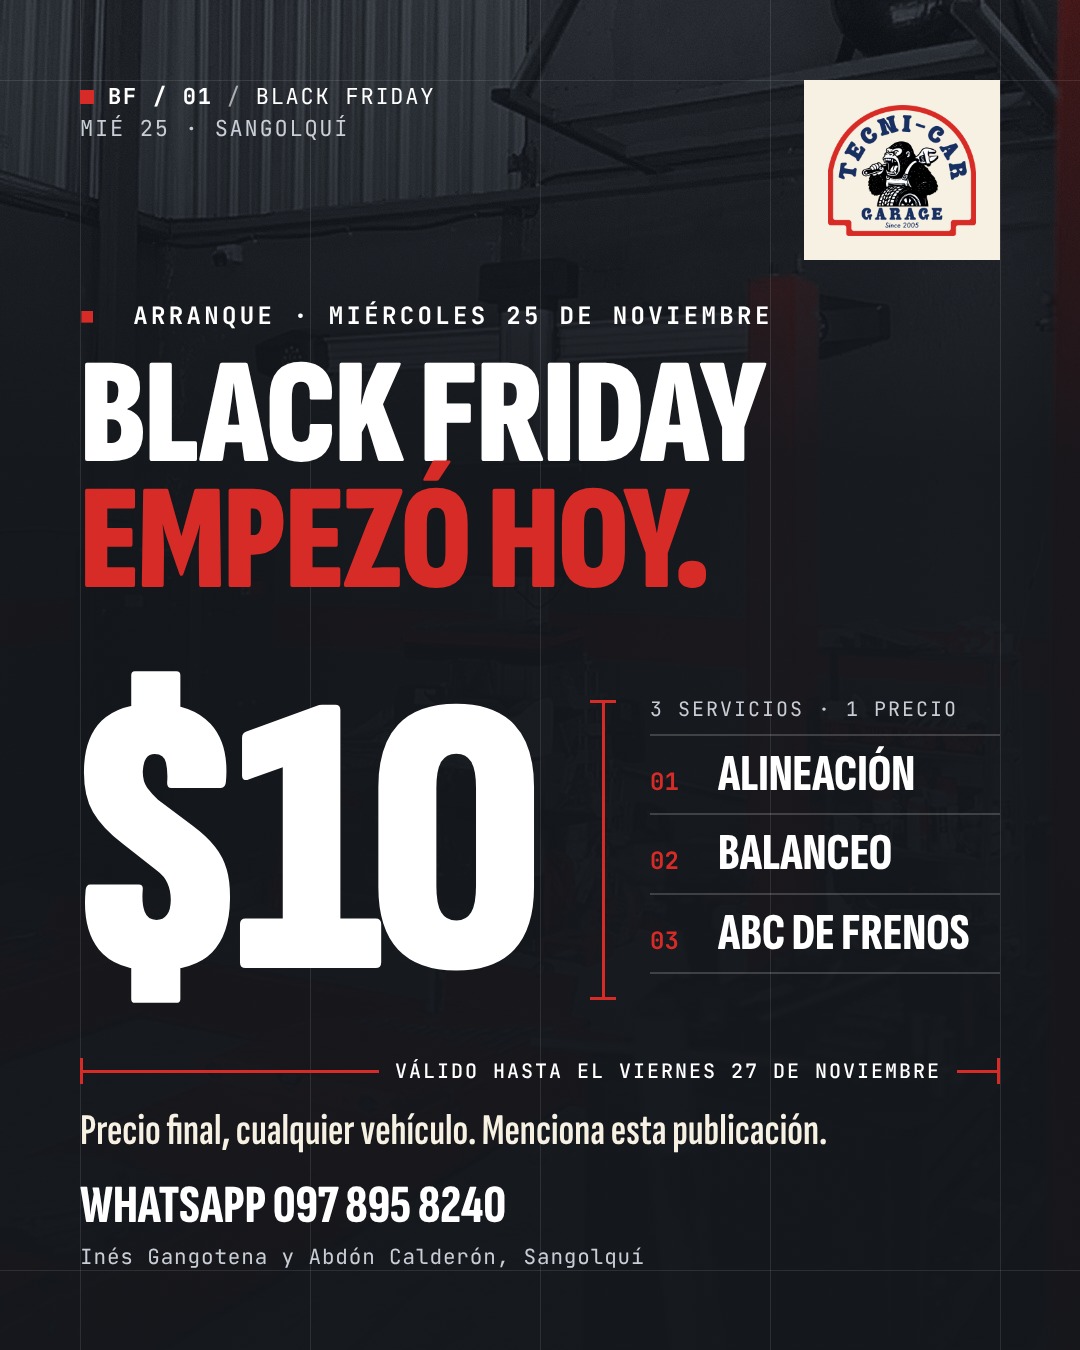 BF / 01 / BLACK FRIDAY
MIÉ 25 · SANGOLQUÍ
TECNI-CAR
GARAGE
Since 2005
ARRANQUE · MIÉRCOLES 25 DE NOVIEMBRE
BLACK FRIDAY
EMPEZÓ HOY.
$10
3 SERVICIOS · 1 PRECIO
01 ALINEACIÓN
02 BALANCEO
03 ABC DE FRENOS
VÁLIDO HASTA EL VIERNES 27 DE NOVIEMBRE
Precio final, cualquier vehículo. Menciona esta publicación.
WHATSAPP 097 895 8240
Inés Gangotena y Abdón Calderón, Sangolquí